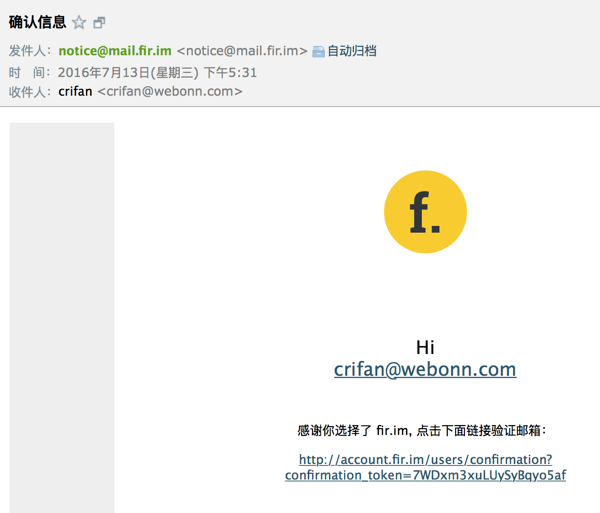 确认信息
发件人：notice@mail.fir.im <notice@mail.fir.im> 自动归档
时 间：2016年7月13日(星期三) 下午5:31
收件人：crifan <crifan@webonn.com>
f.
Hi
crifan@webonn.com
感谢你选择了 fir.im, 点击下面链接验证邮箱：
http://account.fir.im/users/confirmation?
confirmation_token=7WDxm3xuLUySyBqyo5af